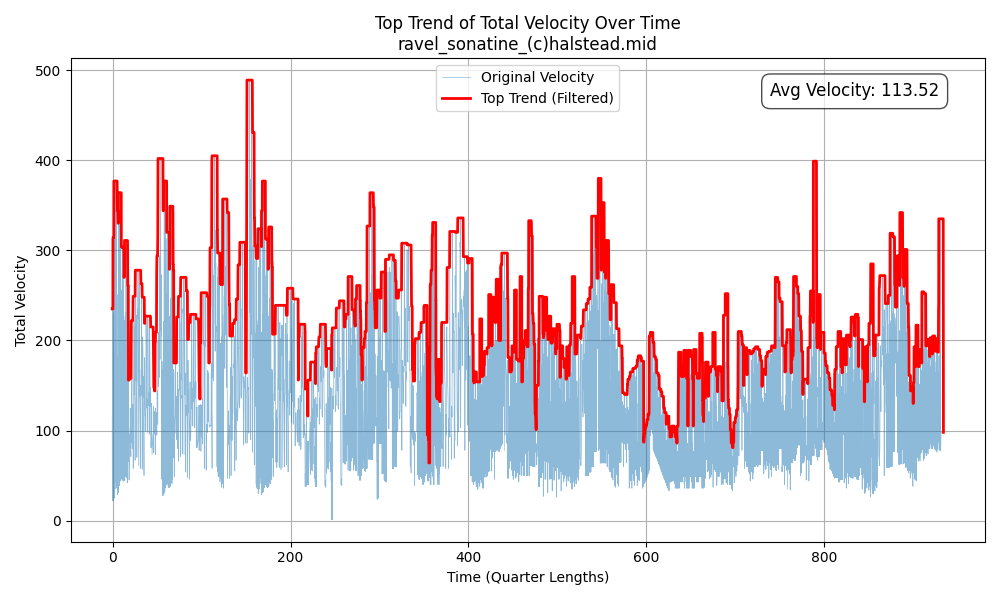 Top Trend of Total Velocity Over Time
ravel_sonatine_(c)halstead.mid
Original Velocity
Top Trend (Filtered)
Avg Velocity: 113.52
Total Velocity
500
400
300
200
100
0
0 200 400 600 800
Time (Quarter Lengths)